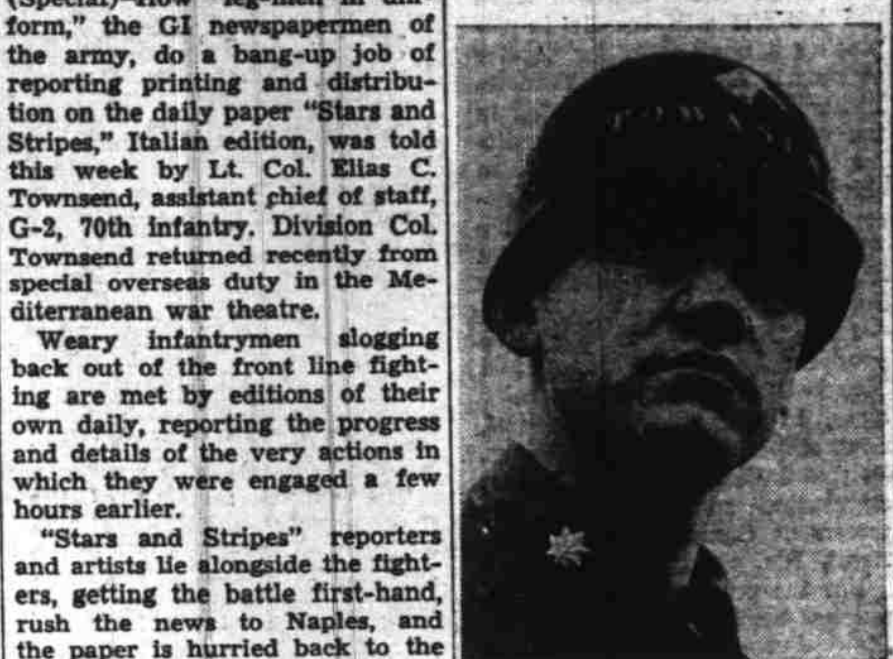 (Special)—How "leg-men in uni-
form," the GI newspapermen of
the army, do a bang-up job of
reporting printing and distribu-
tion on the daily paper "Stars and
Stripes," Italian edition, was told
this week by Lt. Col. Elias C.
Townsend, assistant chief of staff,
G-2, 70th infantry. Division Col.
Townsend returned recently from
special overseas duty in the Me-
diterranean war theatre.
Weary infantrymen slogging
back out of the front line fight-
ing are met by editions of their
own daily, reporting the progress
and details of the very actions in
which they were engaged a few
hours earlier.
"Stars and Stripes" reporters
and artists lie alongside the fight-
ers, getting the battle first-hand,
rush the news to Naples, and
the paper is hurried back to the